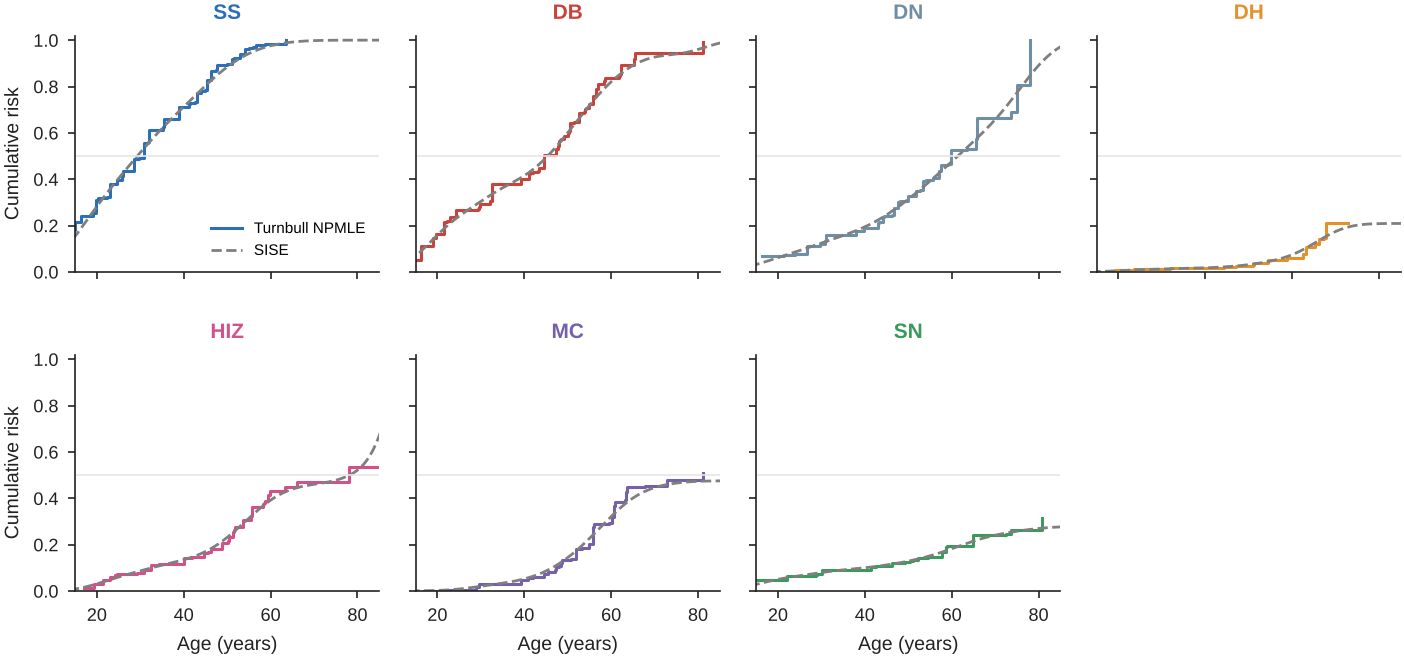 SS DB DN DH
Cumulative risk
1.0
0.8
0.6
0.4
0.2
0.0
Turnbull NPMLE
SISE
HIZ MC SN
Cumulative risk
1.0
0.8
0.6
0.4
0.2
0.0
20 40 60 80 20 40 60 80 20 40 60 80
Age (years) Age (years) Age (years)